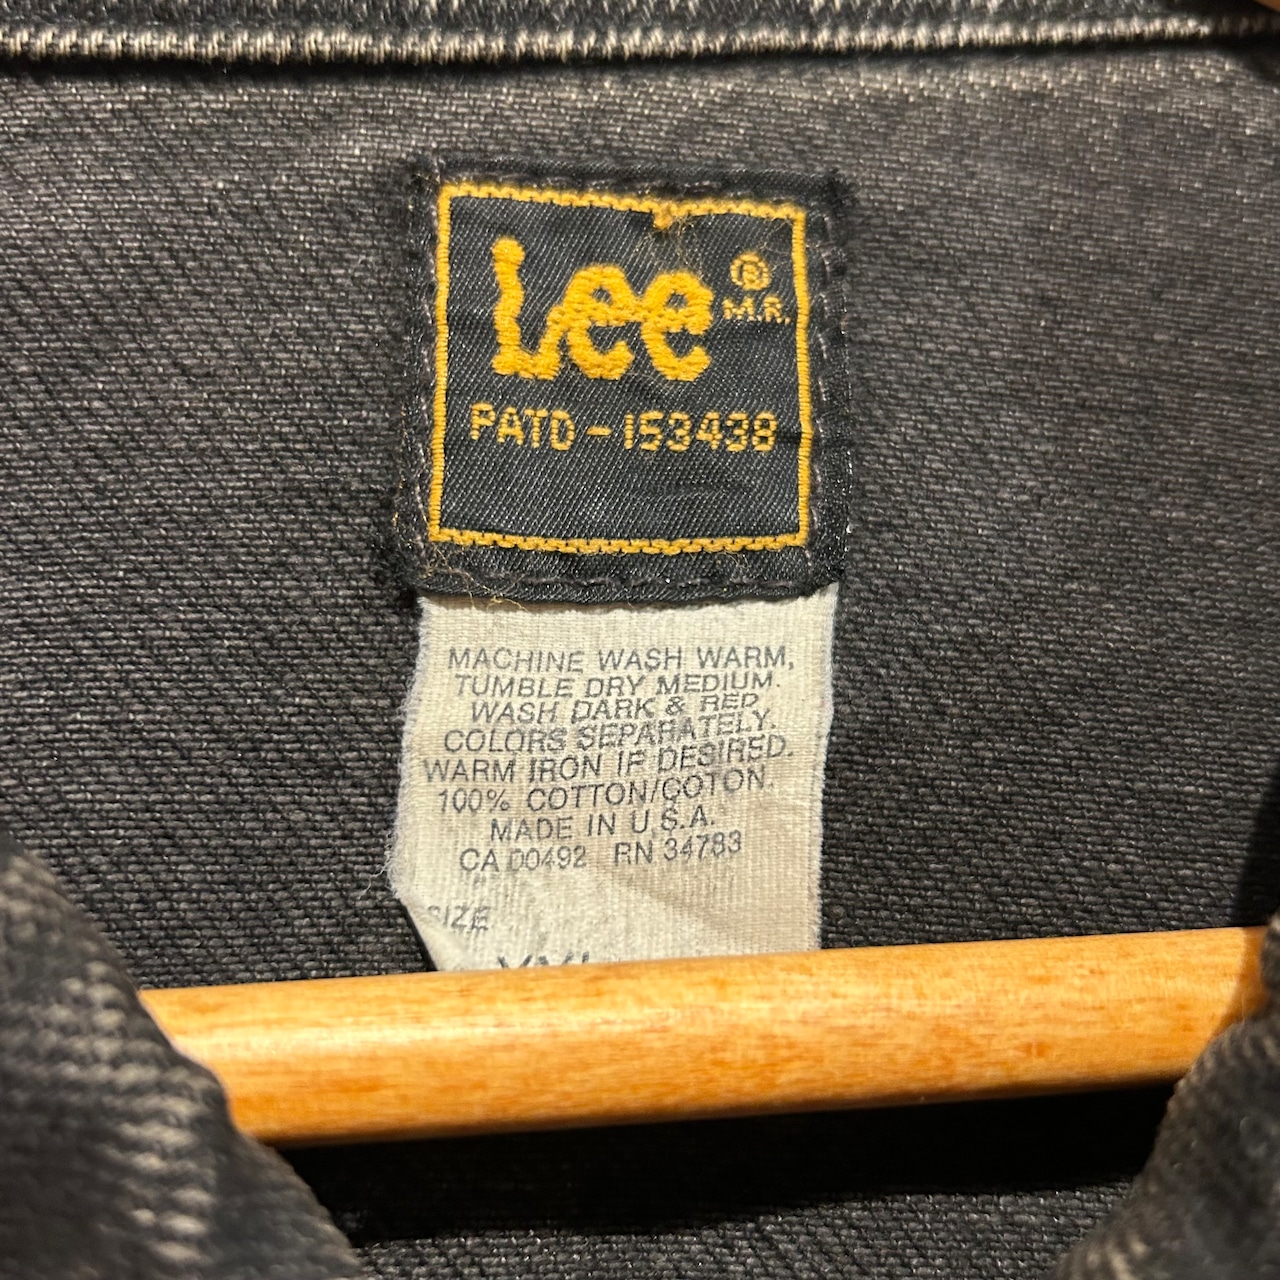 Lee ®
M.R.
PATD-153438
MACHINE WASH WARM,
TUMBLE DRY MEDIUM.
WASH DARK & RED
COLORS SEPARATELY.
WARM IRON IF DESIRED.
100% COTTON/COTON.
MADE IN U.S.A.
CA 00492 RN 34783
SIZE